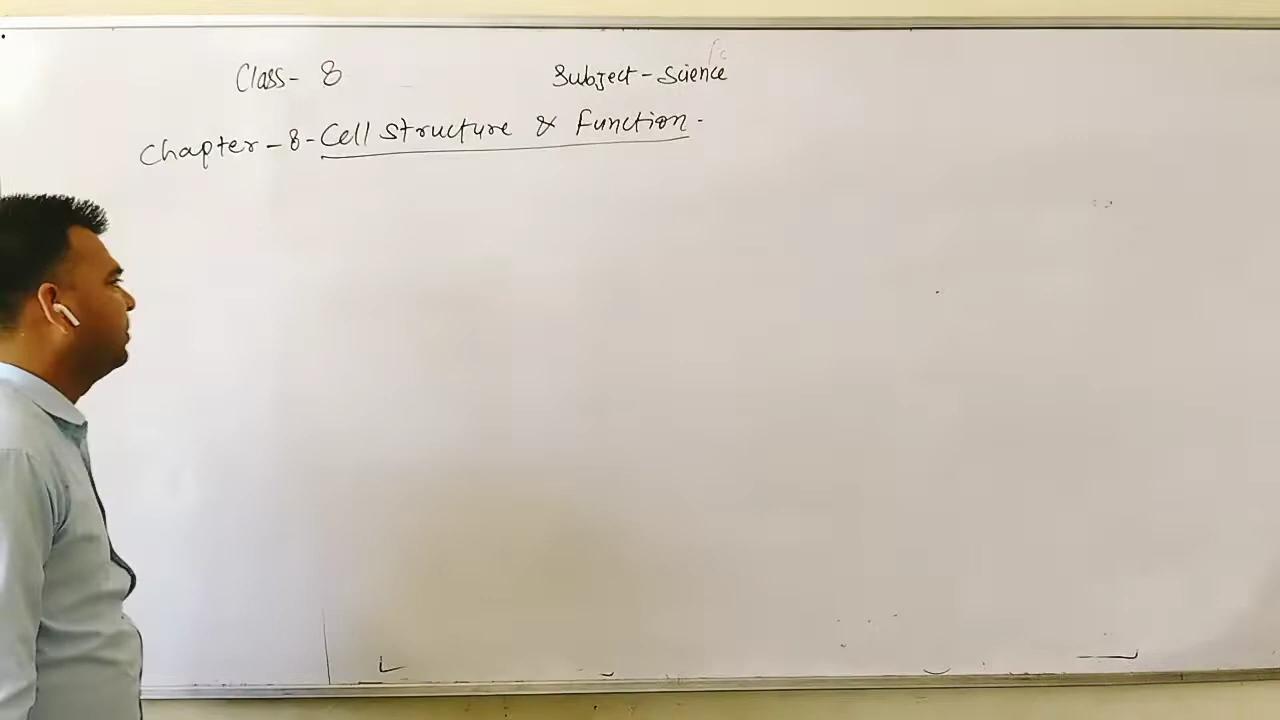 Class- 8 Subject-Science
Chapter-8-Cell Structure & Function.